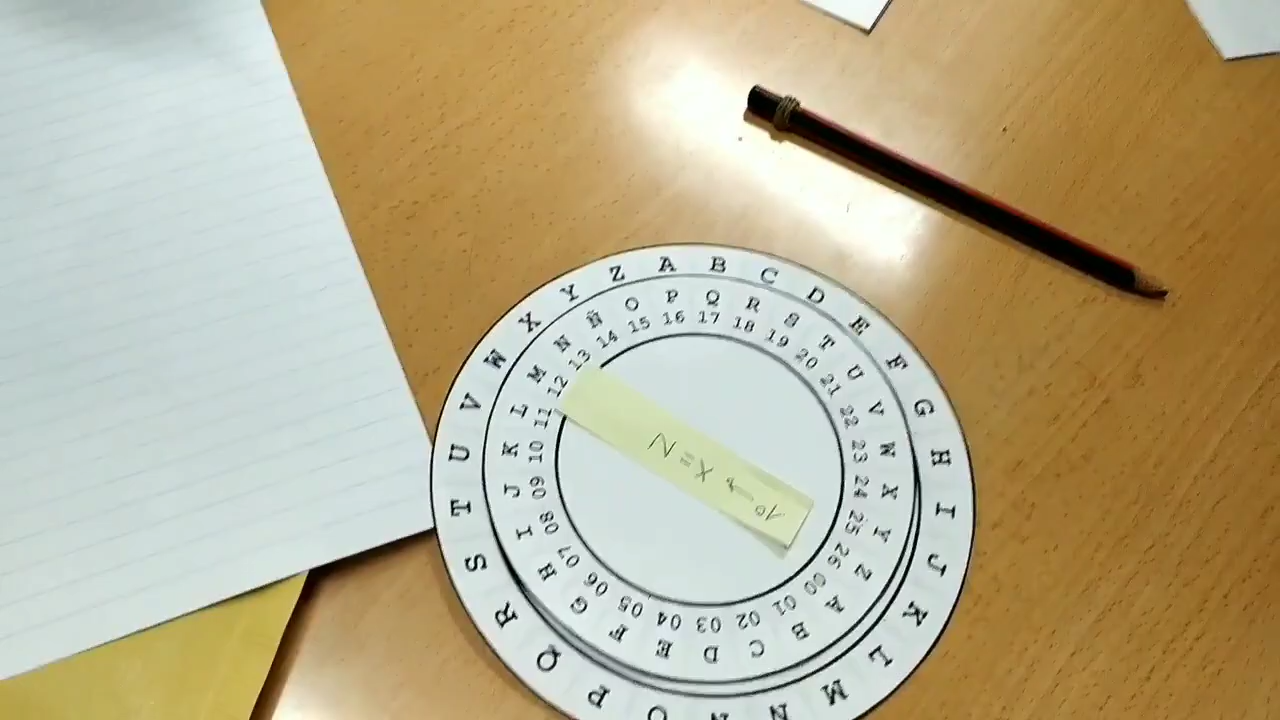 A B C D E F G H I J K L M N Ñ O P Q R S T U V W X Y Z
A B C D E F G H I J K L M N Ñ O P Q R S T U V W X Y Z
00 01 02 03 04 05 06 07 08 09 10 11 12 13 14 15 16 17 18 19 20 21 22 23 24 25 26
1º → X = Z